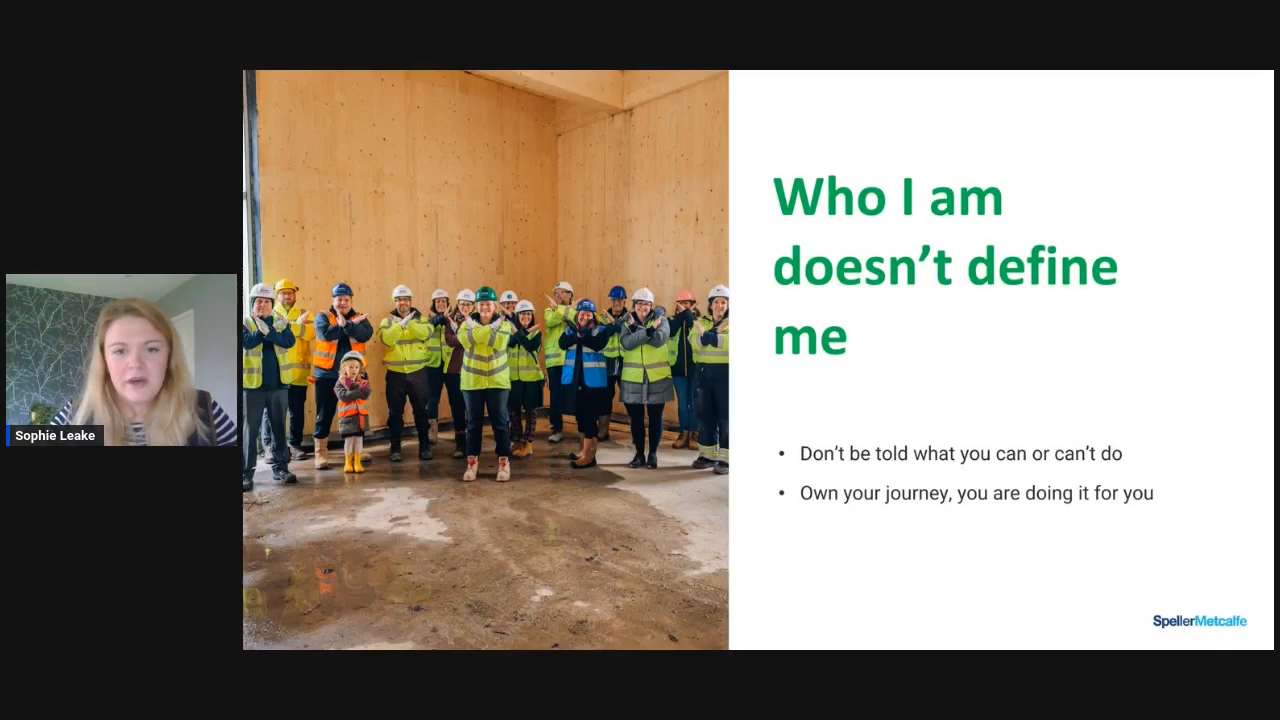 Sophie Leake
Who I am
doesn’t define
me
• Don’t be told what you can or can’t do
• Own your journey, you are doing it for you
SpellerMetcalfe